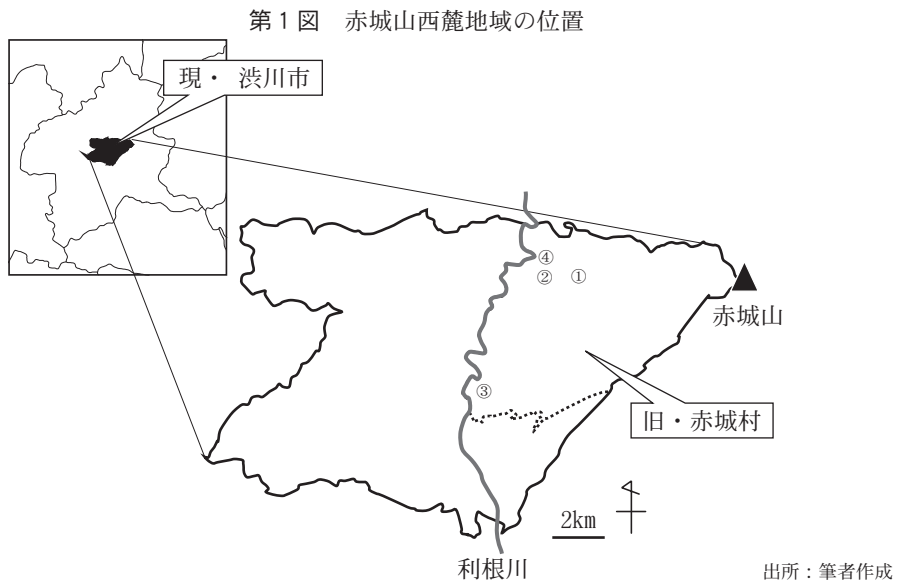 第1図 赤城山西麓地域の位置
現・ 渋川市
④
② ①
赤城山
③
旧・赤城村
2km
利根川
出所：筆者作成